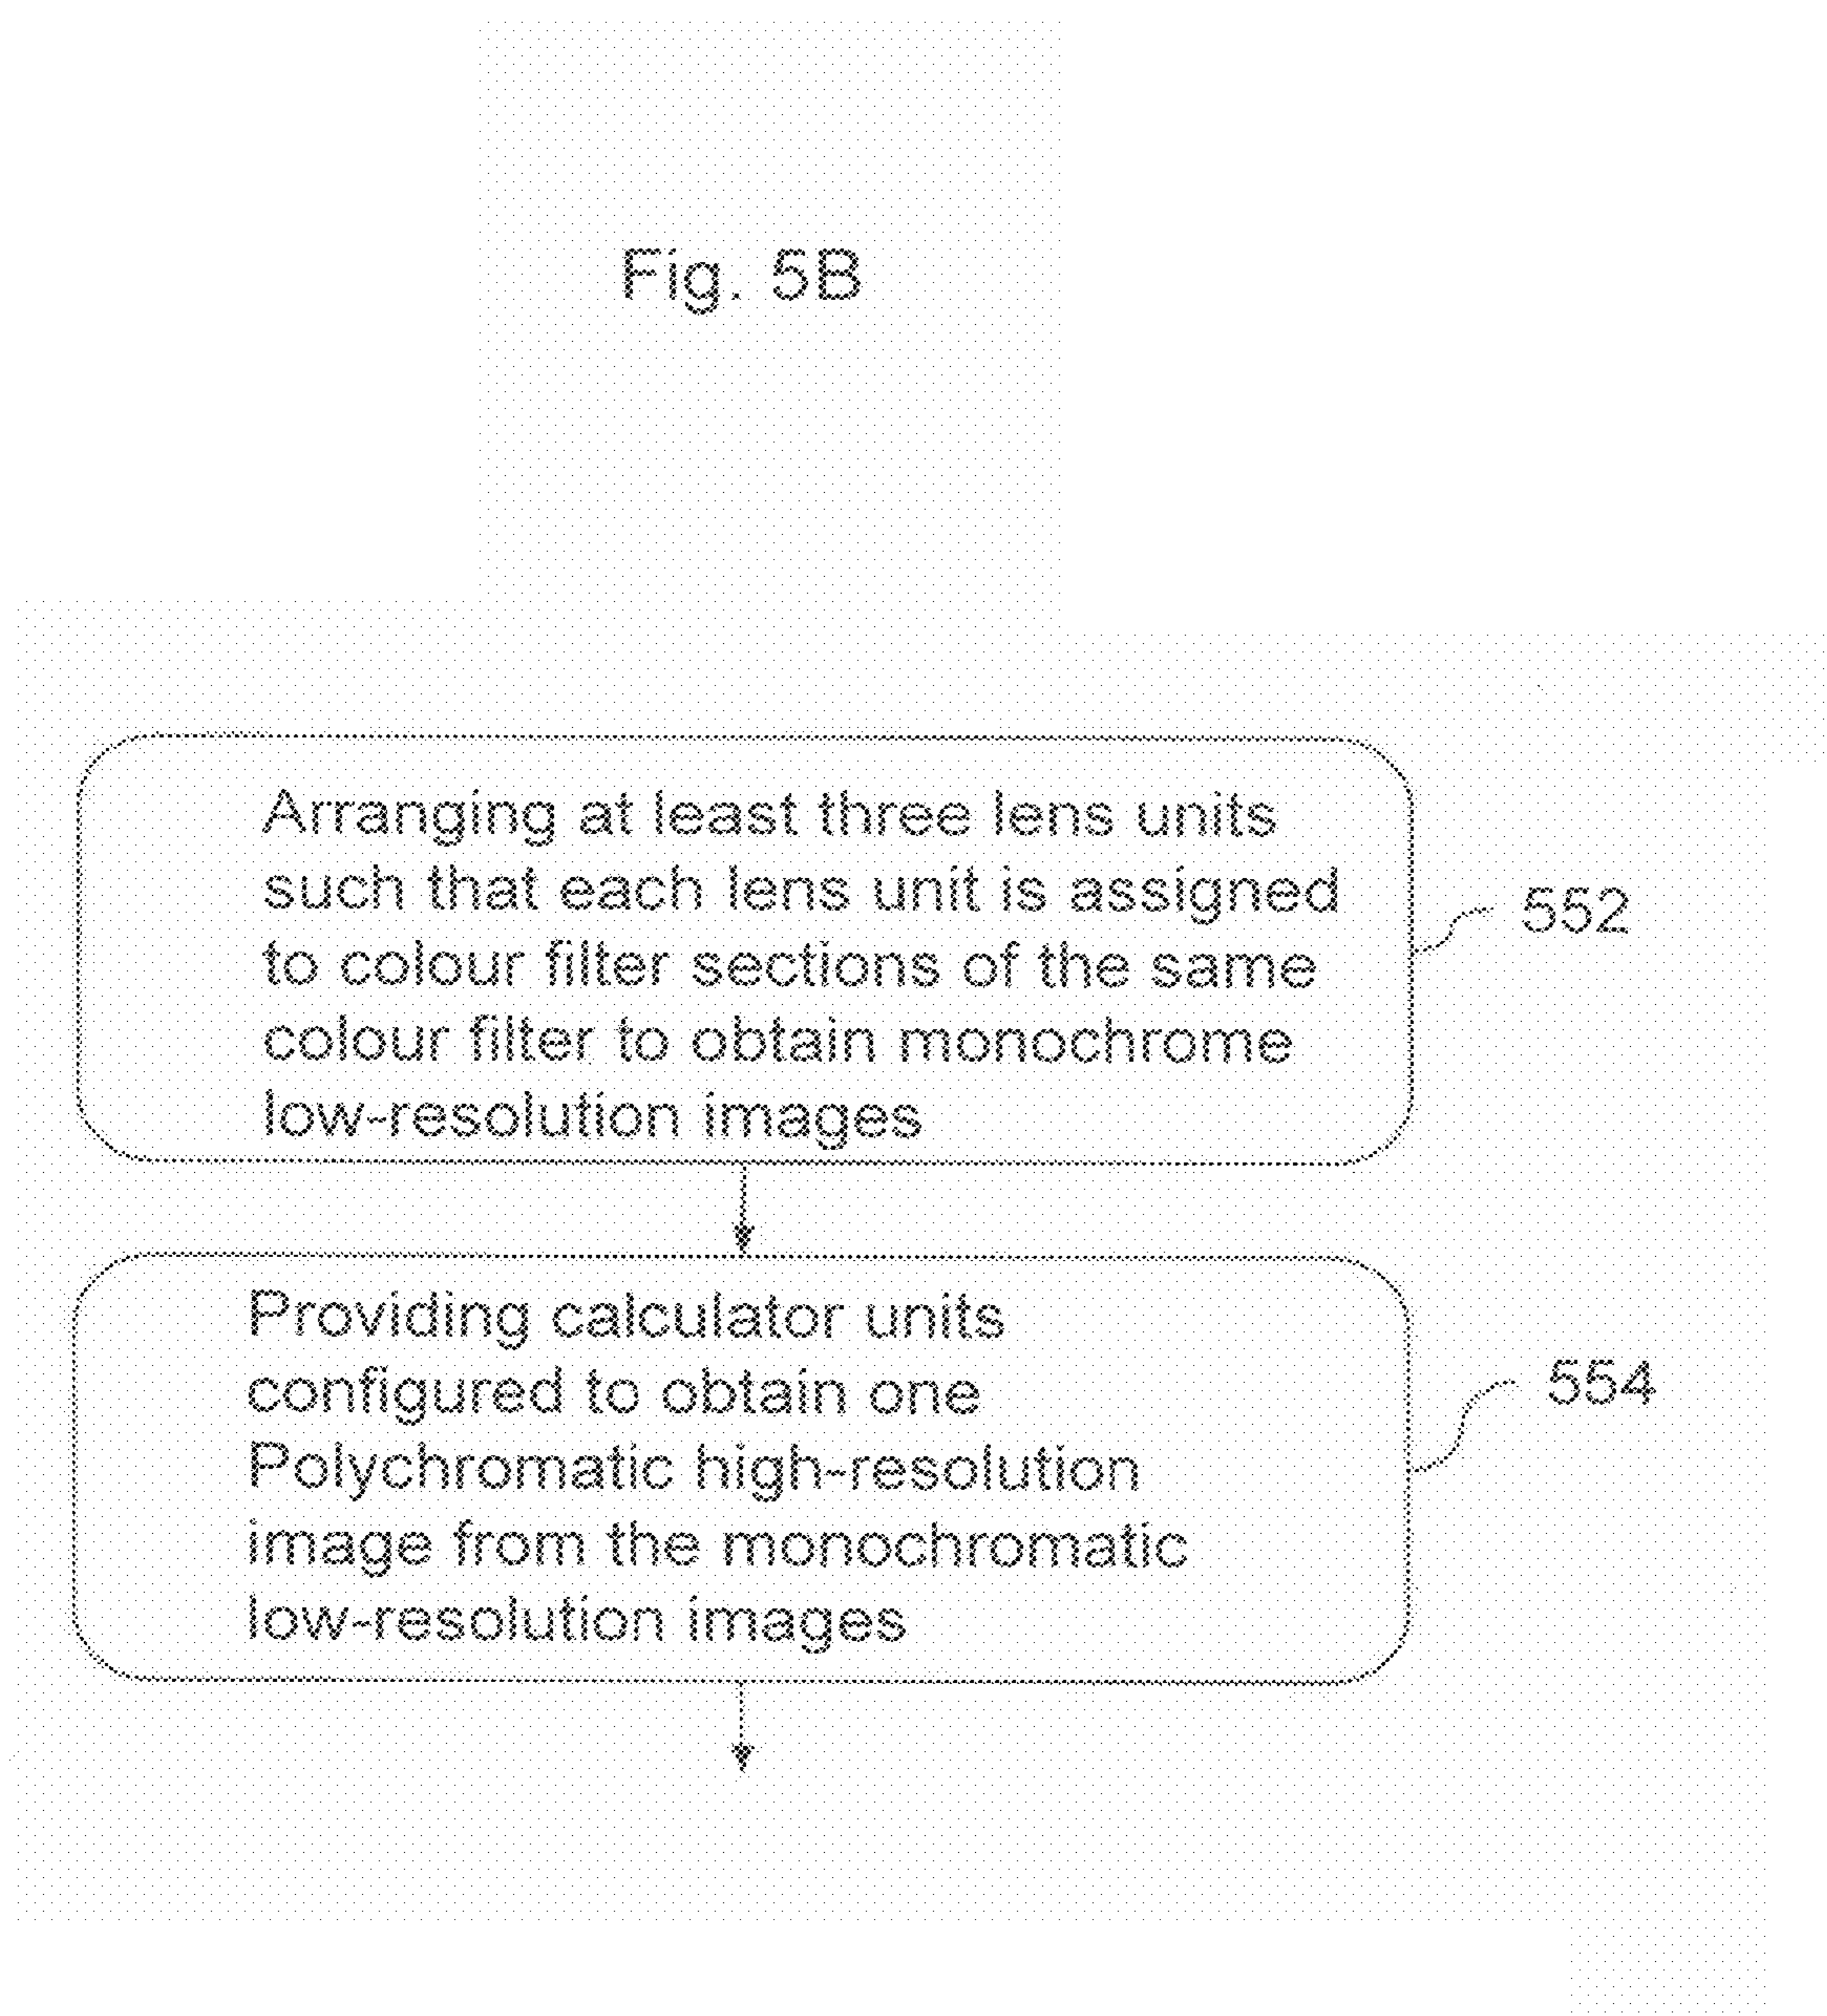 Fig. 5B
Arranging at least three lens units
such that each lens unit is assigned
to colour filter sections of the same
colour filter to obtain monochrome
low-resolution images
552
Providing calculator units
configured to obtain one
Polychromatic high-resolution
image from the monochromatic
low-resolution images
554